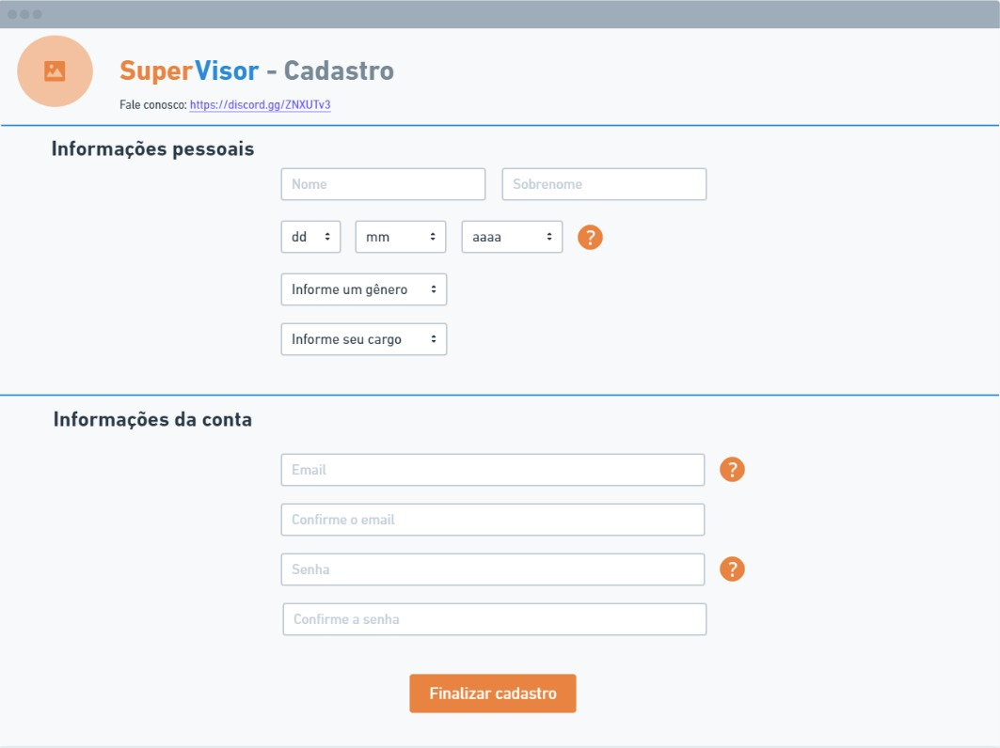 SuperVisor - Cadastro
Fale conosco: https://discord.gg/ZNXUTv3
Informações pessoais
Nome Sobrenome
dd mm aaaa ?
Informe um gênero
Informe seu cargo
Informações da conta
Email ?
Confirme o email
Senha ?
Confirme a senha
Finalizar cadastro